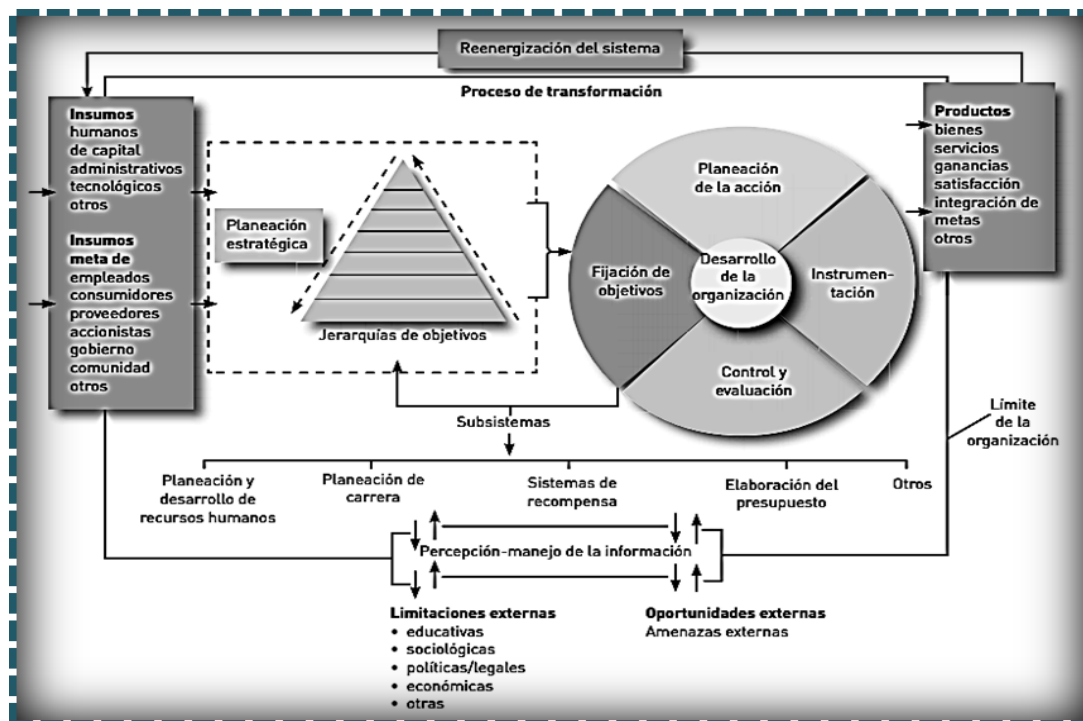 Reenergización del sistema
Proceso de transformación
Insumos
humanos
de capital
administrativos
tecnológicos
otros
Insumos
meta de
empleados
consumidores
proveedores
accionistas
gobierno
comunidad
otros
Planeación
estratégica
Jerarquías de objetivos
Planeación
de la acción
Fijación de
objetivos
Desarrollo
de la
organización
Instrumen-
tación
Control y
evaluación
Productos
bienes
servicios
ganancias
satisfacción
integración de
metas
otros
Límite
de la
organización
Subsistemas
Planeación y
desarrollo de
recursos humanos
Planeación de
carrera
Sistemas de
recompensa
Elaboración del
presupuesto
Otros
Percepción-manejo de la información
Limitaciones externas
• educativas
• sociológicas
• políticas/legales
• económicas
• otras
Oportunidades externas
Amenazas externas